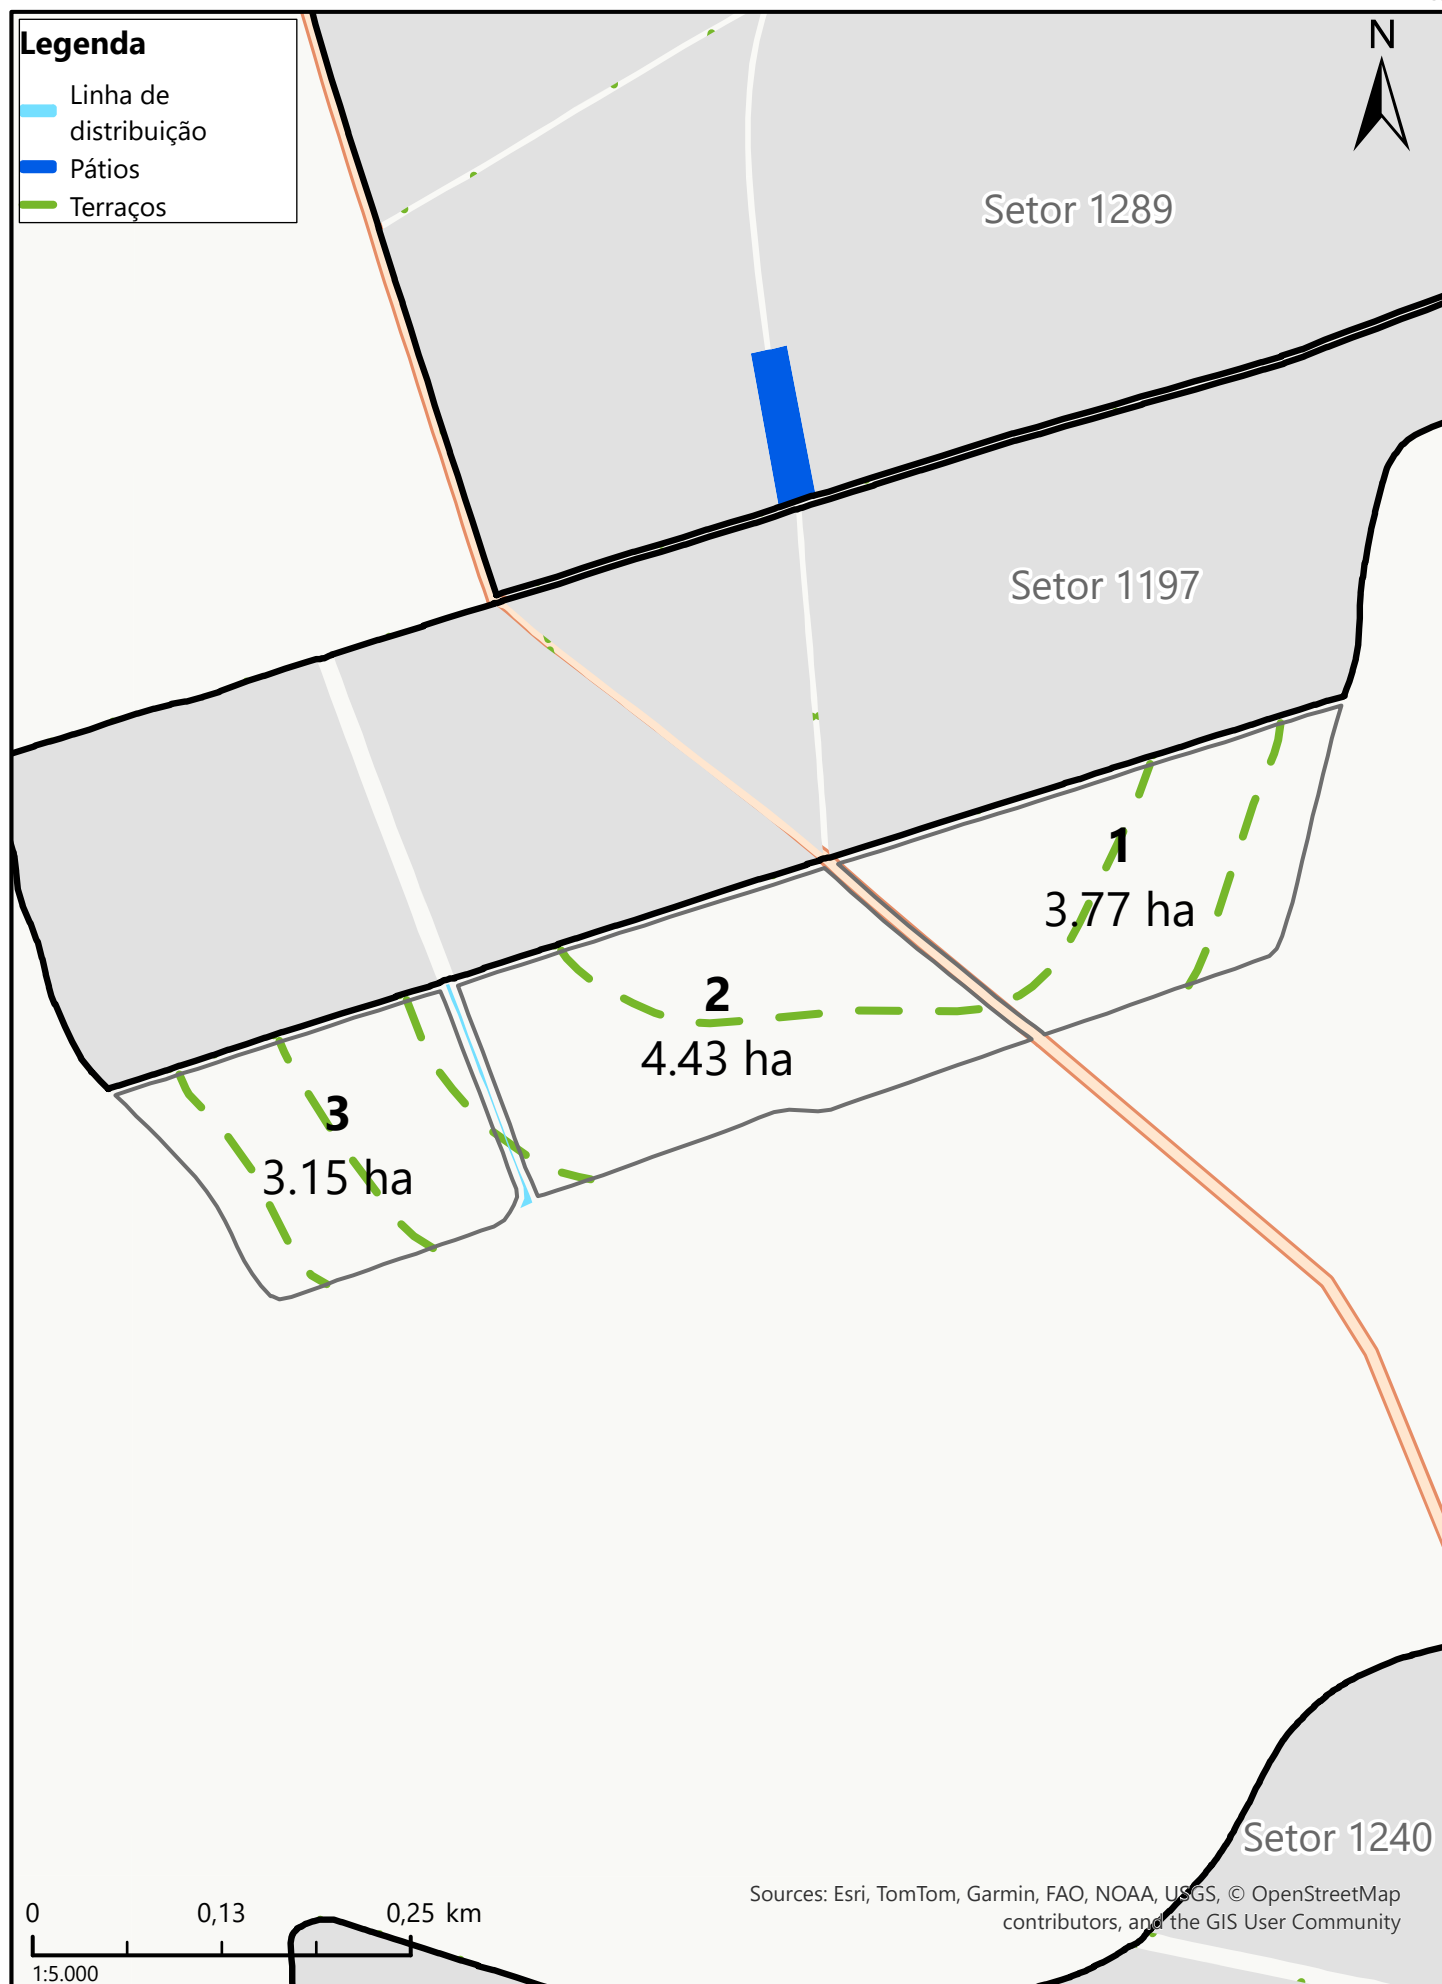 Legenda
Linha de
distribuição
Pátios
Terraços
N
Setor 1289
Setor 1197
1
3.77 ha
2
4.43 ha
3
3.15 ha
Setor 1240
Sources: Esri, TomTom, Garmin, FAO, NOAA, USGS, © OpenStreetMap
contributors, and the GIS User Community
0 0,13 0,25 km
1:5.000